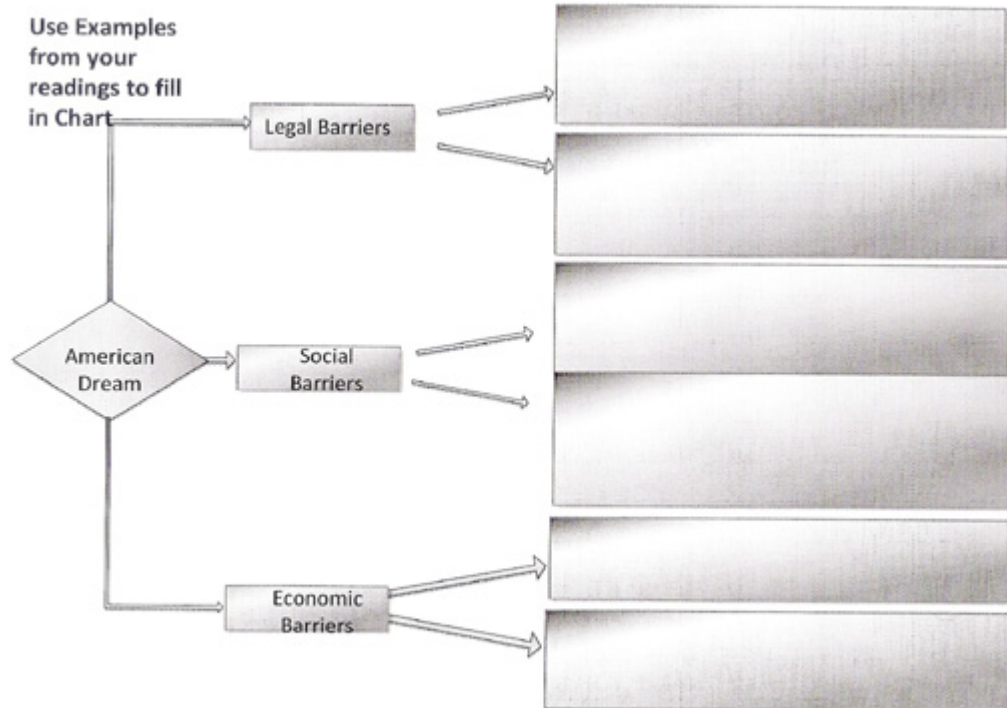 Use Examples
from your
readings to fill
in Chart
Legal Barriers
American
Dream
Social
Barriers
Economic
Barriers